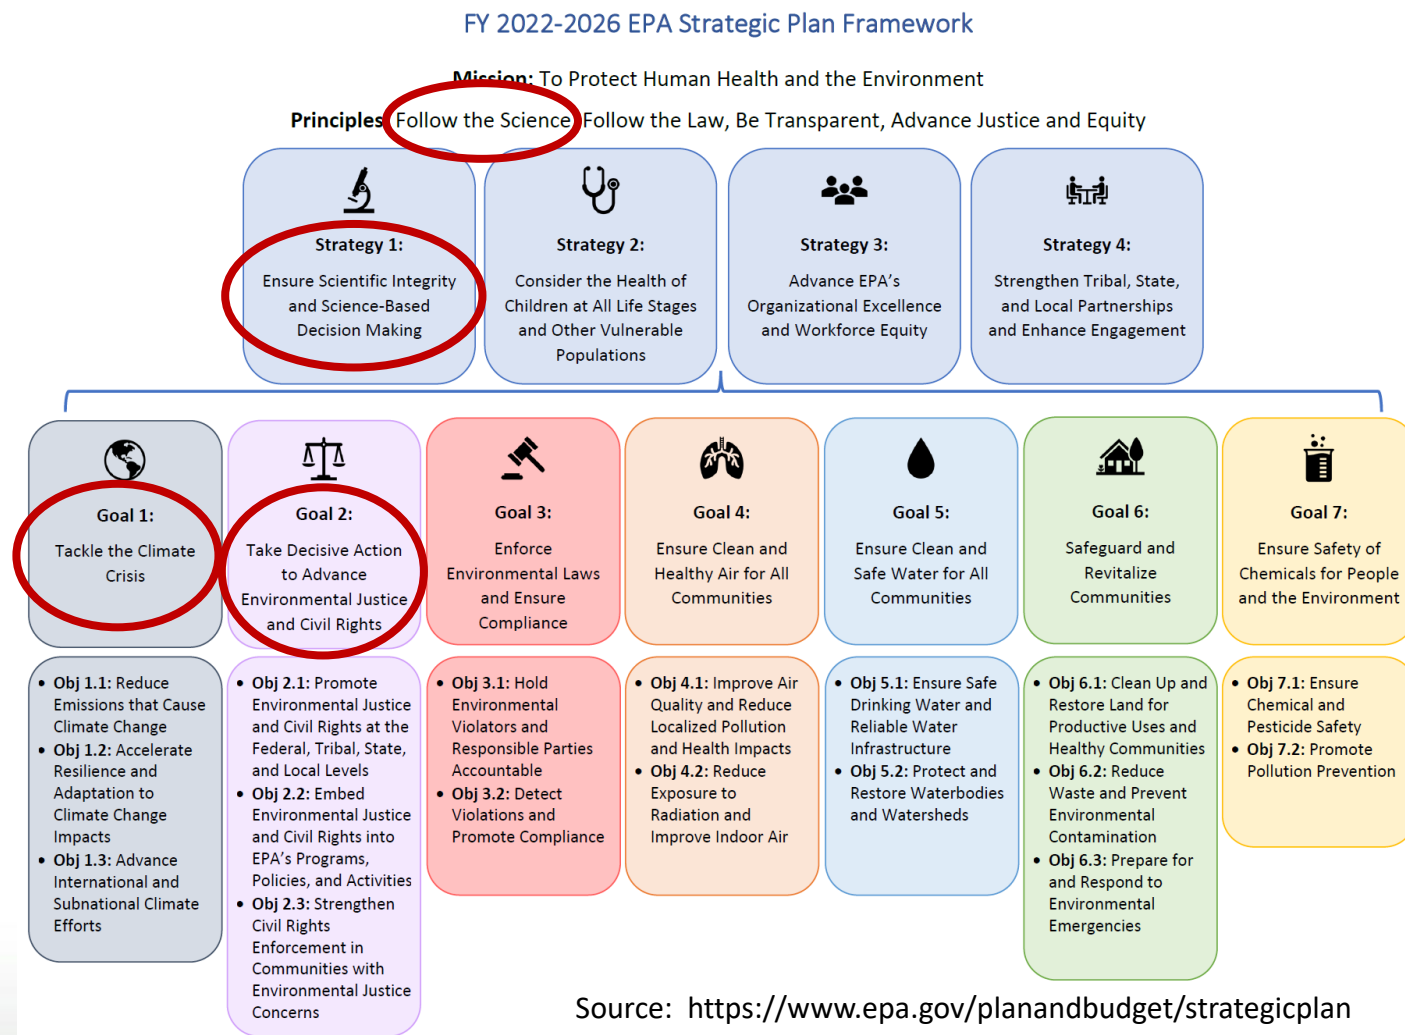 FY 2022-2026 EPA Strategic Plan Framework
Mission: To Protect Human Health and the Environment
Principles Follow the Science Follow the Law, Be Transparent, Advance Justice and Equity
Strategy 1:
Ensure Scientific Integrity
and Science-Based
Decision Making
Strategy 2:
Consider the Health of
Children at All Life Stages
and Other Vulnerable
Populations
Strategy 3:
Advance EPA's
Organizational Excellence
and Workforce Equity
Strategy 4:
Strengthen Tribal, State,
and Local Partnerships
and Enhance Engagement
Goal 1:
Tackle the Climate
Crisis
Goal 2:
Take Decisive Action
to Advance
Environmental Justice
and Civil Rights
Goal 3:
Enforce
Environmental Laws
and Ensure
Compliance
Goal 4:
Ensure Clean and
Healthy Air for All
Communities
Goal 5:
Ensure Clean and
Safe Water for All
Communities
Goal 6:
Safeguard and
Revitalize
Communities
Goal 7:
Ensure Safety of
Chemicals for People
and the Environment
• Obj 1.1: Reduce
Emissions that Cause
Climate Change
• Obj 1.2: Accelerate
Resilience and
Adaptation to
Climate Change
Impacts
• Obj 1.3: Advance
International and
Subnational Climate
Efforts
• Obj 2.1: Promote
Environmental Justice
and Civil Rights at the
Federal, Tribal, State,
and Local Levels
• Obj 2.2: Embed
Environmental Justice
and Civil Rights into
EPA's Programs,
Policies, and Activities
• Obj 2.3: Strengthen
Civil Rights
Enforcement in
Communities with
Environmental Justice
Concerns
• Obj 3.1: Hold
Environmental
Violators and
Responsible Parties
Accountable
• Obj 3.2: Detect
Violations and
Promote Compliance
• Obj 4.1: Improve Air
Quality and Reduce
Localized Pollution
and Health Impacts
• Obj 4.2: Reduce
Exposure to
Radiation and
Improve Indoor Air
• Obj 5.1: Ensure Safe
Drinking Water and
Reliable Water
Infrastructure
• Obj 5.2: Protect and
Restore Waterbodies
and Watersheds
• Obj 6.1: Clean Up and
Restore Land for
Productive Uses and
Healthy Communities
• Obj 6.2: Reduce
Waste and Prevent
Environmental
Contamination
• Obj 6.3: Prepare for
and Respond to
Environmental
Emergencies
• Obj 7.1: Ensure
Chemical and
Pesticide Safety
• Obj 7.2: Promote
Pollution Prevention
Source: https://www.epa.gov/planandbudget/strategicplan